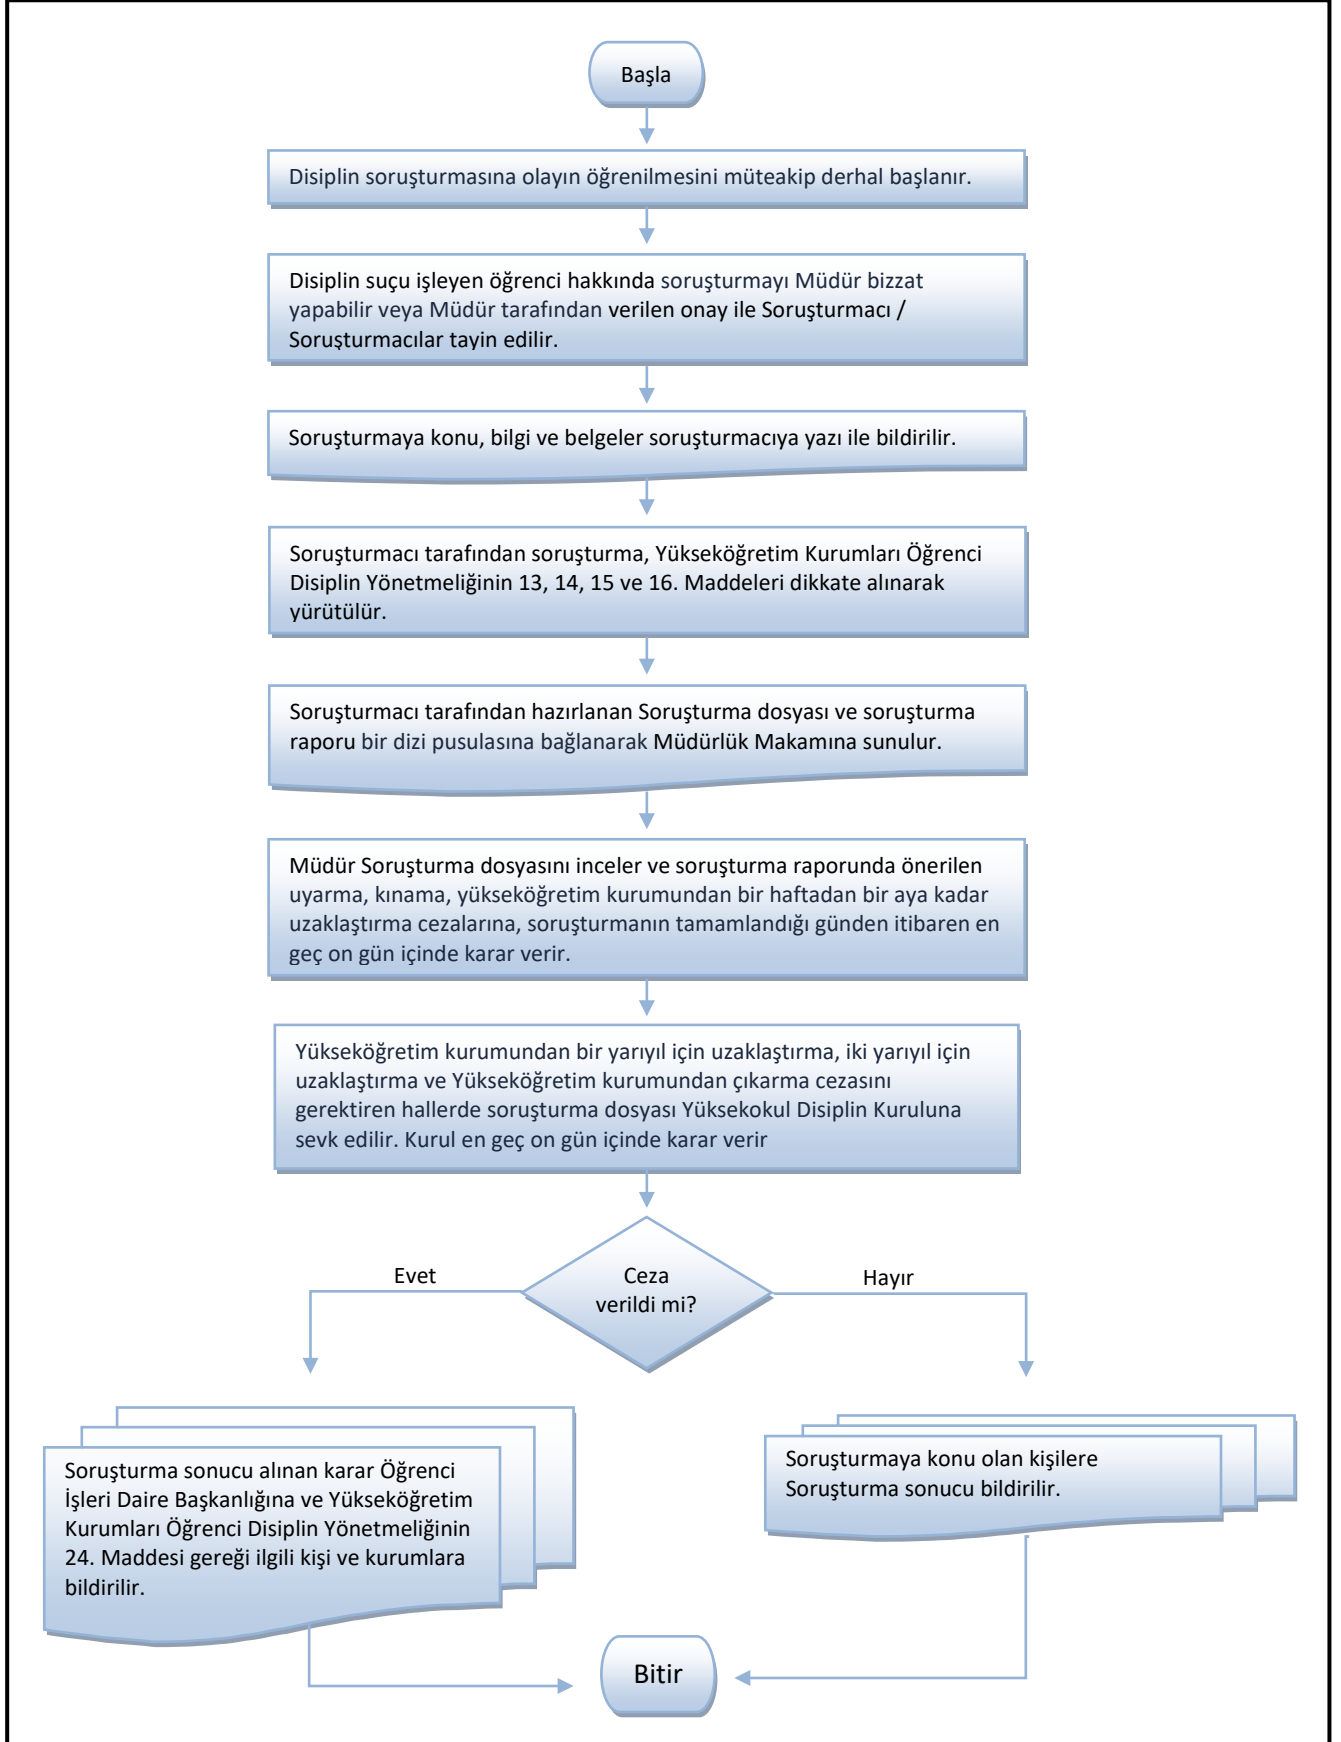 Başla
Disiplin soruşturmasına olayın öğrenilmesini müteakip derhal başlanır.
Disiplin suçu işleyen öğrenci hakkında soruşturmayı Müdür bizzat
yapabilir veya Müdür tarafından verilen onay ile Soruşturmacı /
Soruşturmacılar tayin edilir.
Soruşturmaya konu, bilgi ve belgeler soruşturmacıya yazı ile bildirilir.
Soruşturmacı tarafından soruşturma, Yükseköğretim Kurumları Öğrenci
Disiplin Yönetmeliğinin 13, 14, 15 ve 16. Maddeleri dikkate alınarak
yürütülür.
Soruşturmacı tarafından hazırlanan Soruşturma dosyası ve soruşturma
raporu bir dizi pusulasına bağlanarak Müdürlük Makamına sunulur.
Müdür Soruşturma dosyasını inceler ve soruşturma raporunda önerilen
uyarma, kınama, yükseköğretim kurumundan bir haftadan bir aya kadar
uzaklaştırma cezalarına, soruşturmanın tamamlandığı günden itibaren en
geç on gün içinde karar verir.
Yükseköğretim kurumundan bir yarıyıl için uzaklaştırma, iki yarıyıl için
uzaklaştırma ve Yükseköğretim kurumundan çıkarma cezasını
gerektiren hallerde soruşturma dosyası Yüksekokul Disiplin Kuruluna
sevk edilir. Kurul en geç on gün içinde karar verir
Ceza
verildi mi?
Evet
Hayır
Soruşturma sonucu alınan karar Öğrenci
İşleri Daire Başkanlığına ve Yükseköğretim
Kurumları Öğrenci Disiplin Yönetmeliğinin
24. Maddesi gereği ilgili kişi ve kurumlara
bildirilir.
Soruşturmaya konu olan kişilere
Soruşturma sonucu bildirilir.
Bitir